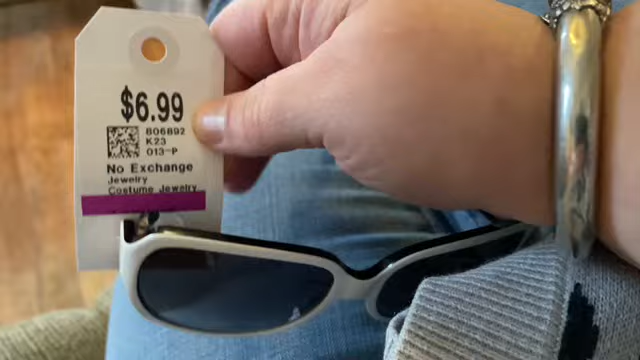 $6.99
806892
K23
013-P
No Exchange
Jewelry
Costume Jewelry